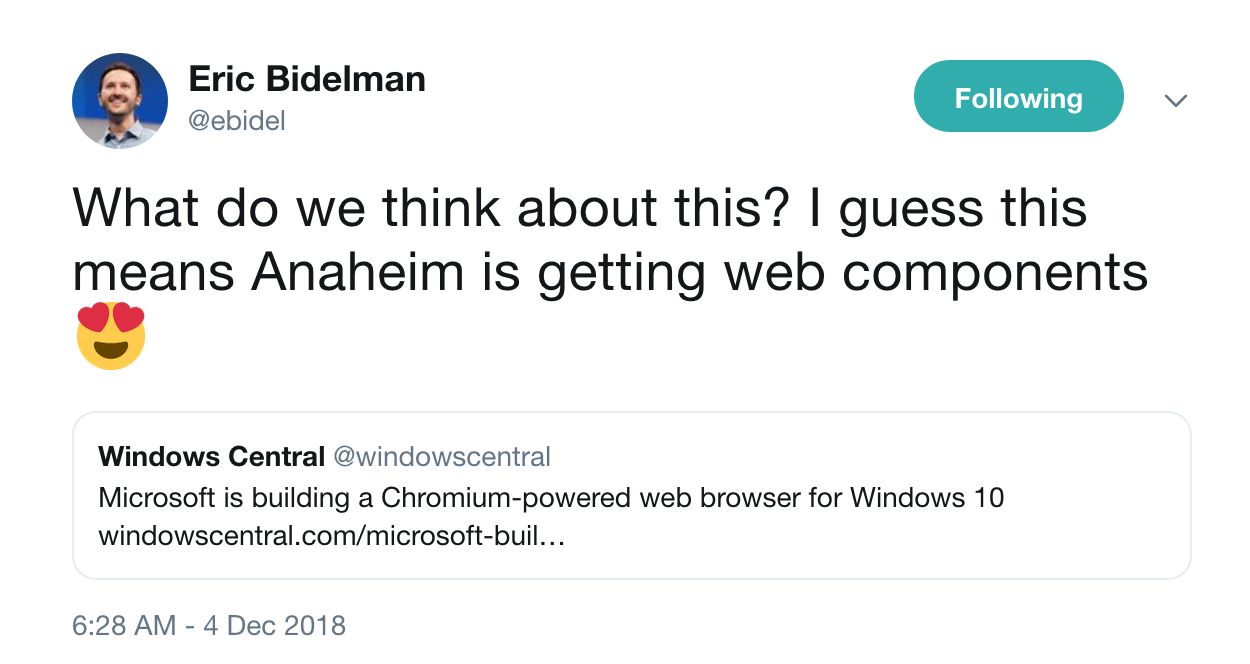 Eric Bidelman
@ebidel
Following
What do we think about this? I guess this
means Anaheim is getting web components
😍
Windows Central @windowscentral
Microsoft is building a Chromium-powered web browser for Windows 10
windowscentral.com/microsoft-buil…
6:28 AM - 4 Dec 2018